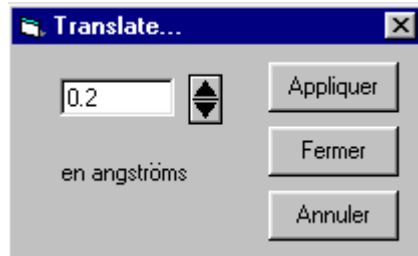 Translate...
0.2
en angströms
Appliquer
Fermer
Annuler